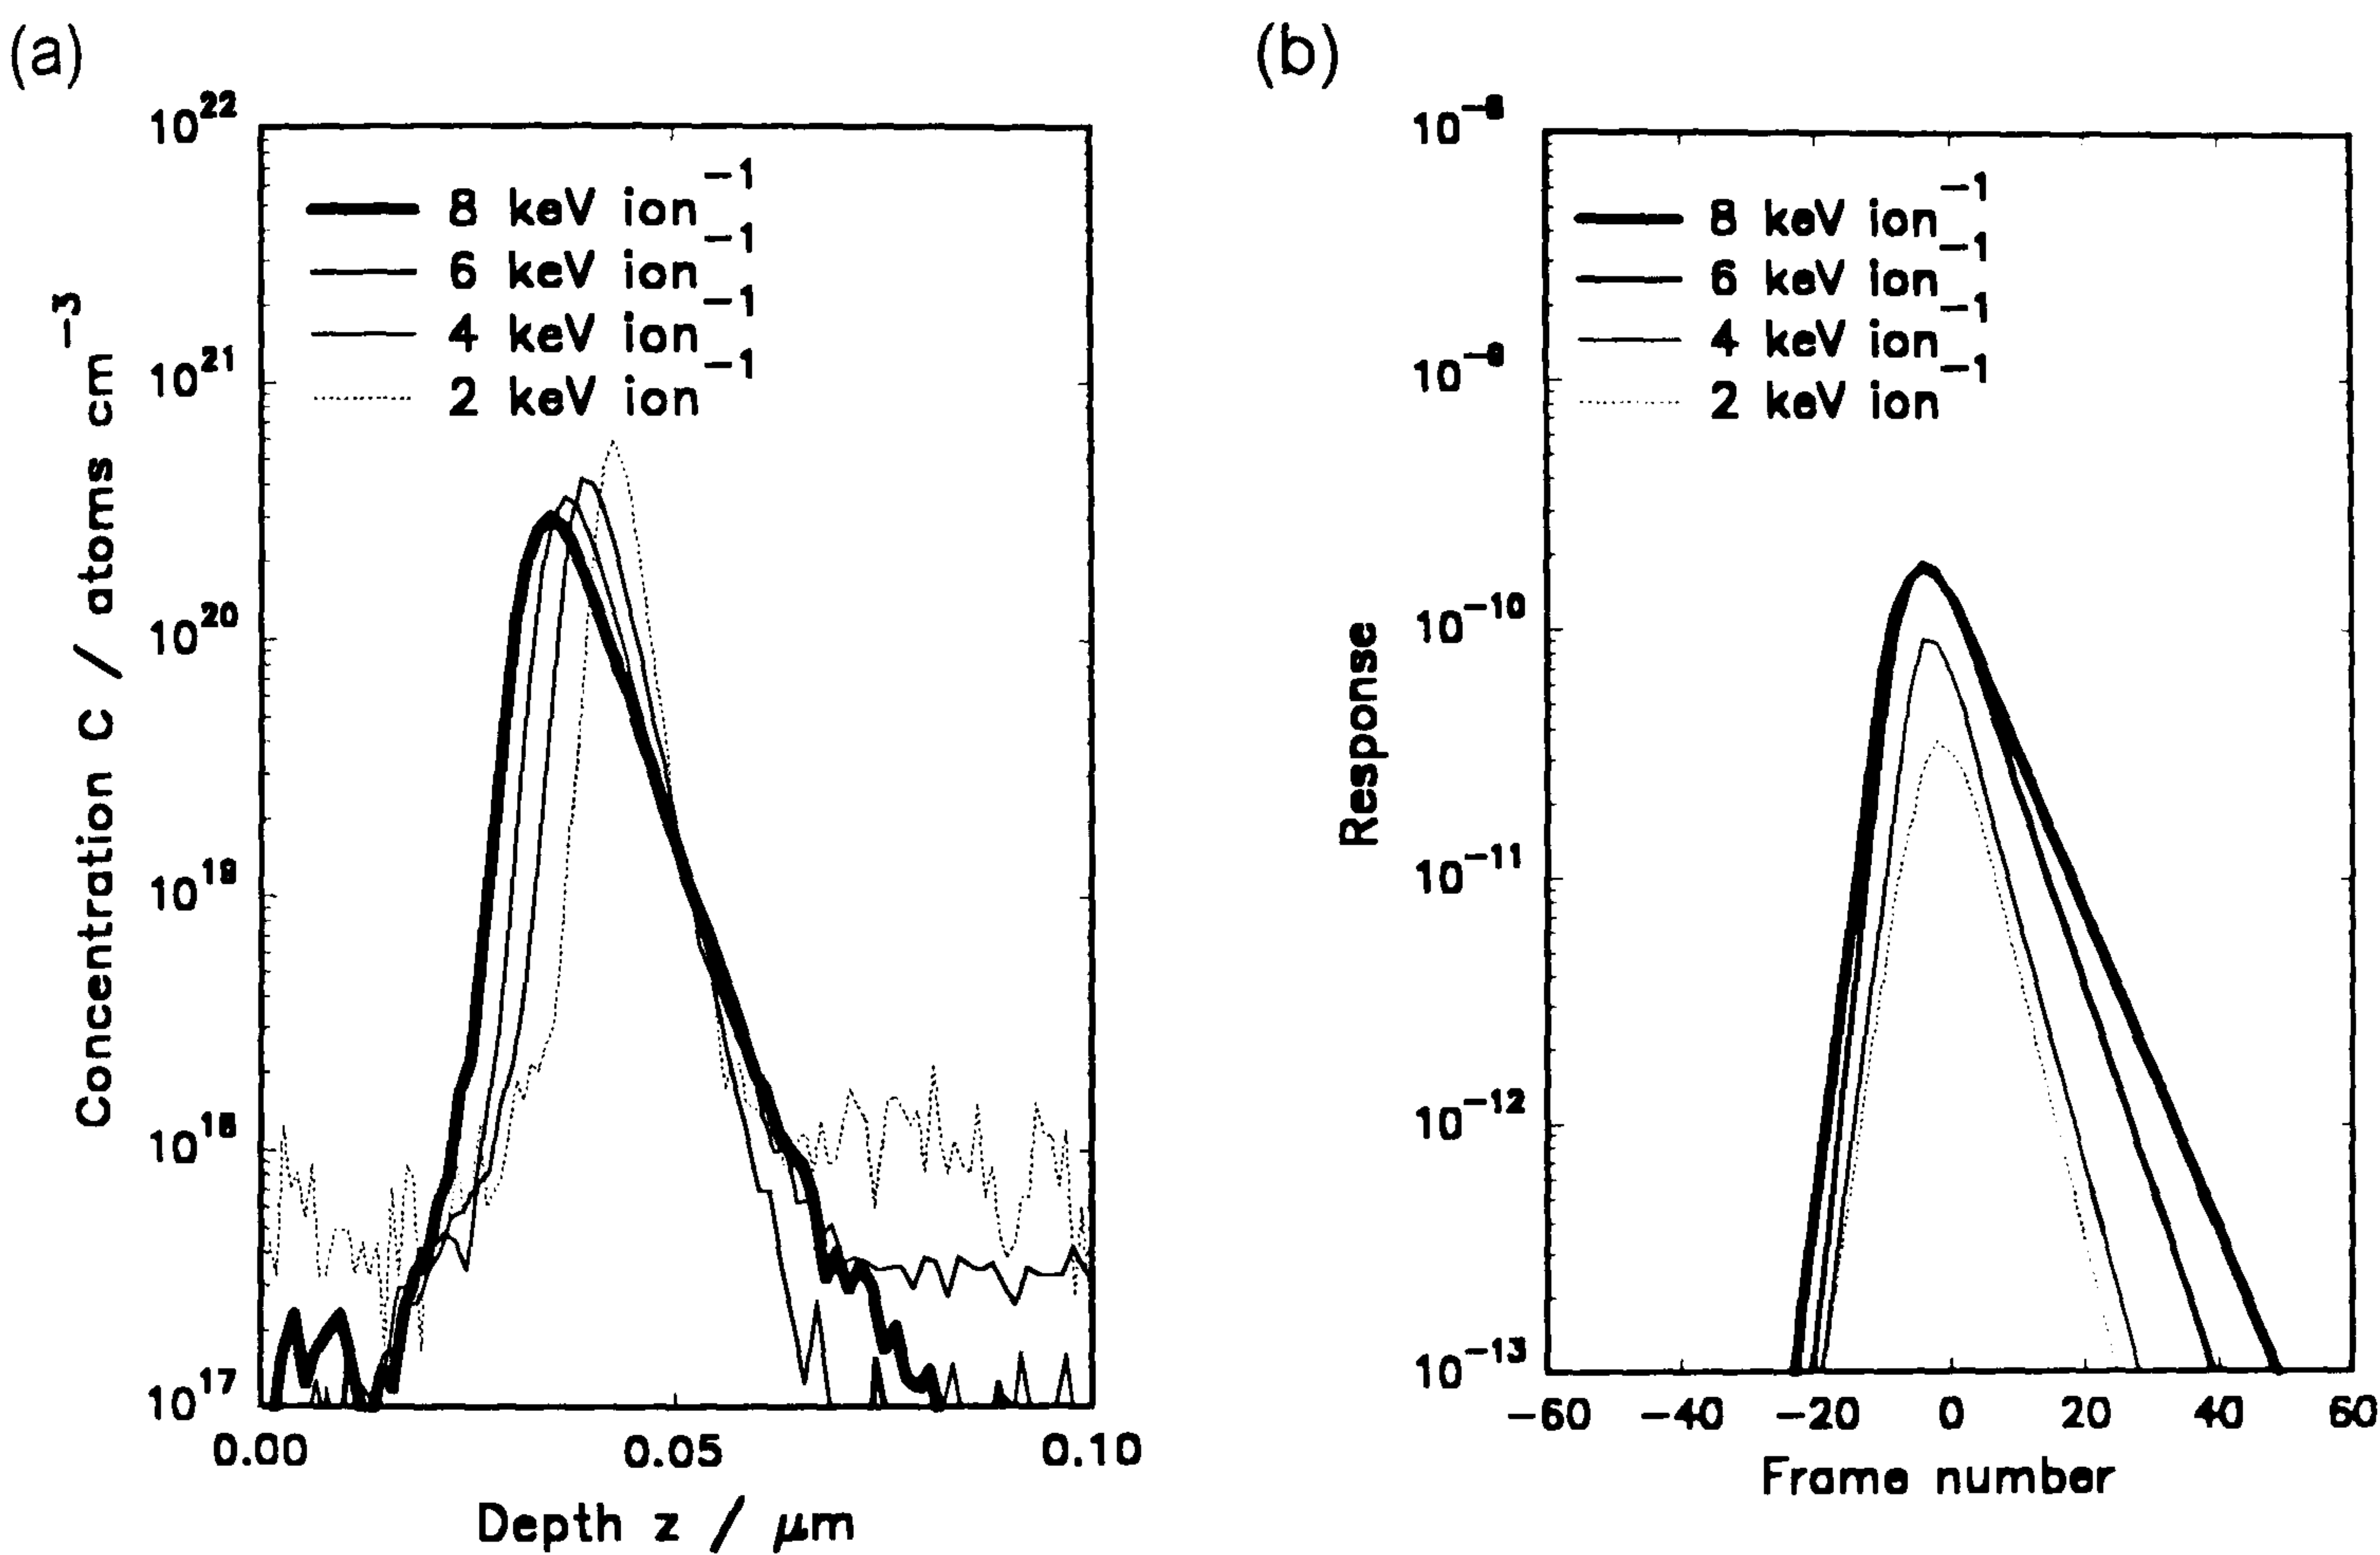 (a)
10^22
10^21
10^20
10^19
10^18
10^17
Concentration C / atoms cm^-3
8 keV ion^-1
6 keV ion^-1
4 keV ion^-1
2 keV ion^-1
0.00 0.05 0.10
Depth z / μm
(b)
10^-8
10^-9
10^-10
10^-11
10^-12
10^-13
Response
8 keV ion^-1
6 keV ion^-1
4 keV ion^-1
2 keV ion^-1
-60 -40 -20 0 20 40 60
Frame number